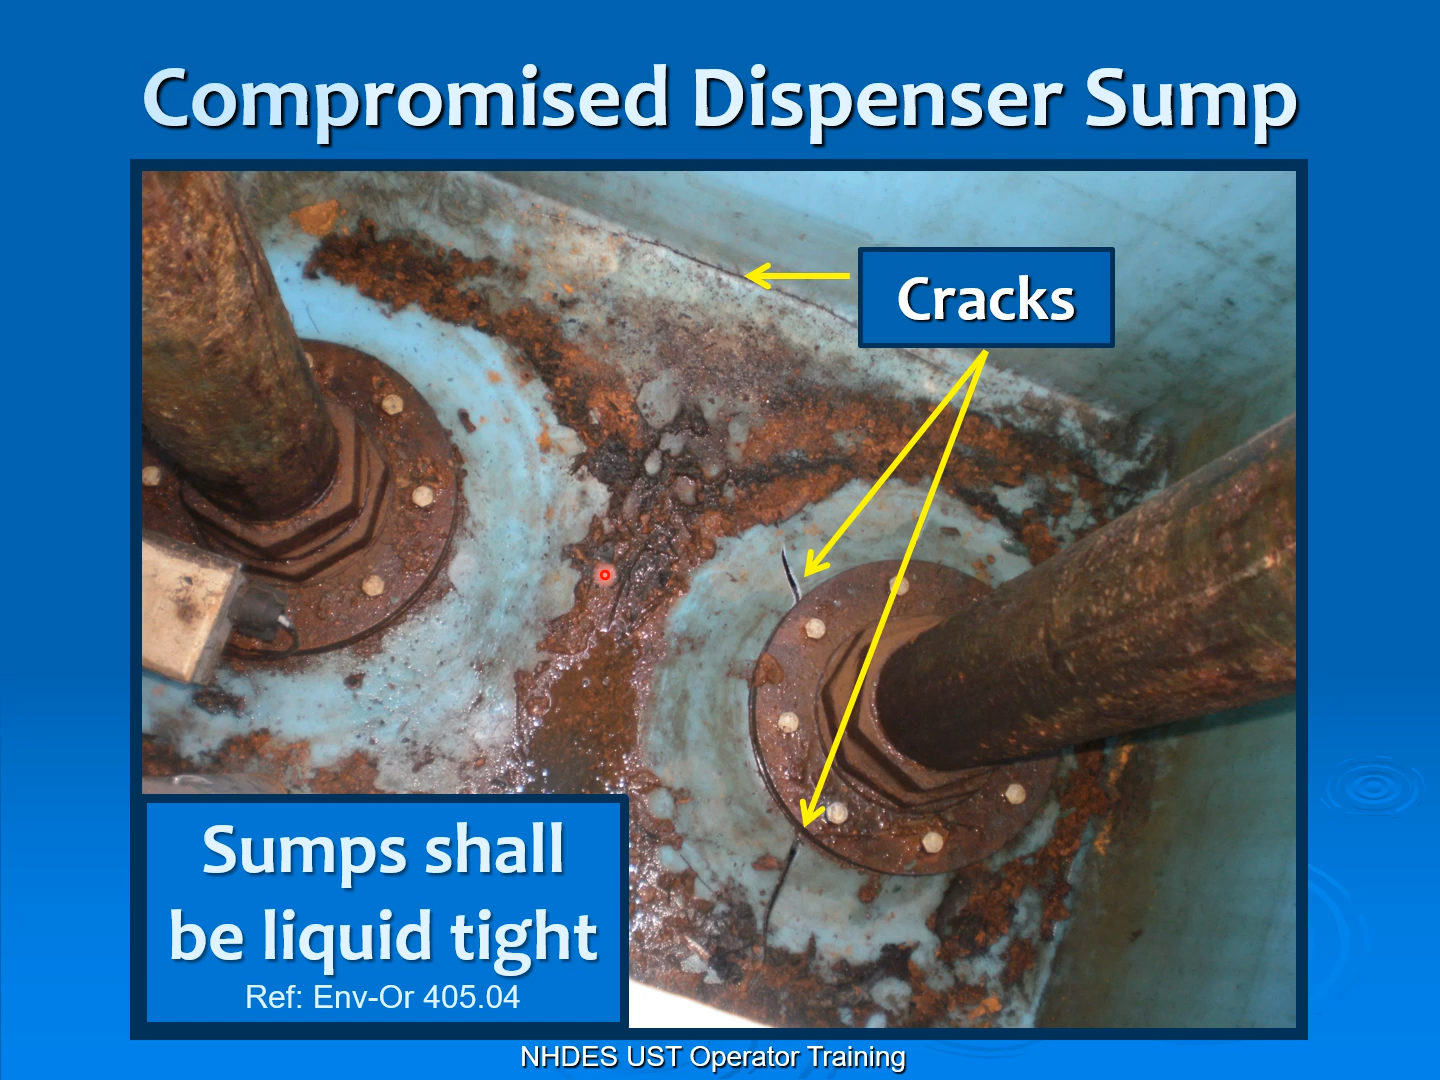 Compromised Dispenser Sump
Cracks
Sumps shall
be liquid tight
Ref: Env-Or 405.04
NHDES UST Operator Training